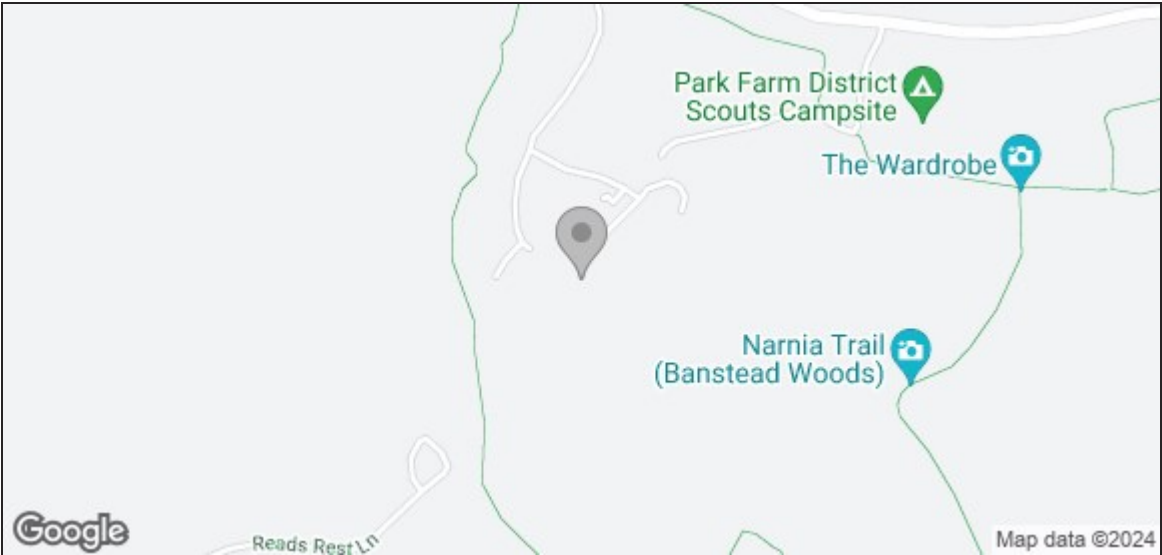 Park Farm District
Scouts Campsite
The Wardrobe
Narnia Trail
(Banstead Woods)
Reads Rest Ln
Google
Map data ©2024